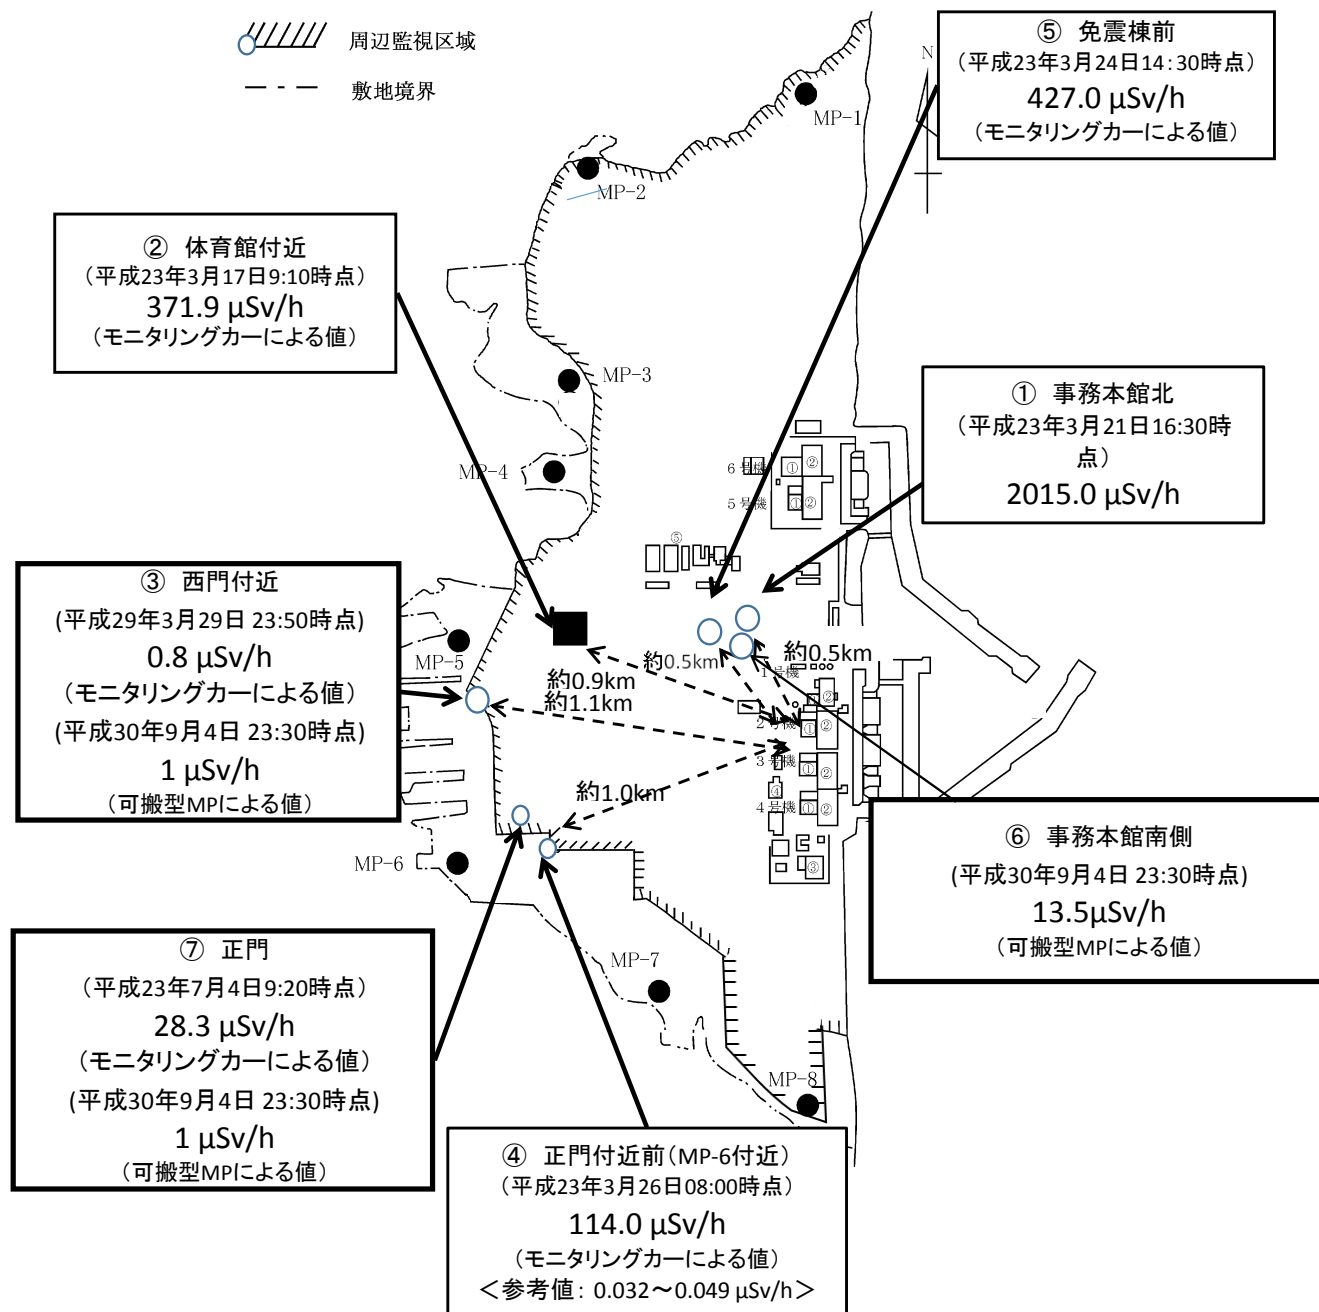 周辺監視区域
敷地境界
N
⑤ 免震棟前
(平成23年3月24日14:30時点)
427.0 μSv/h
(モニタリングカーによる値)
MP-1
MP-2
② 体育館付近
(平成23年3月17日9:10時点)
371.9 μSv/h
(モニタリングカーによる値)
MP-3
MP-4
① 事務本館北
(平成23年3月21日16:30時
点)
2015.0 μSv/h
6号機
①
②
5号機
①
②
⑤
③ 西門付近
(平成29年3月29日 23:50時点)
0.8 μSv/h
(モニタリングカーによる値)
(平成30年9月4日 23:30時点)
1 μSv/h
(可搬型MPによる値)
MP-5
約0.5km
約0.5km
約0.9km
約1.1km
約1.0km
1号機
②
2号機
①
②
3号機
①
②
④
4号機
①
②
③
MP-6
⑥ 事務本館南側
(平成30年9月4日 23:30時点)
13.5μSv/h
(可搬型MPによる値)
⑦ 正門
(平成23年7月4日9:20時点)
28.3 μSv/h
(モニタリングカーによる値)
(平成30年9月4日 23:30時点)
1 μSv/h
(可搬型MPによる値)
MP-7
MP-8
④ 正門付近前(MP-6付近)
(平成23年3月26日08:00時点)
114.0 μSv/h
(モニタリングカーによる値)
<参考値: 0.032~0.049 μSv/h>